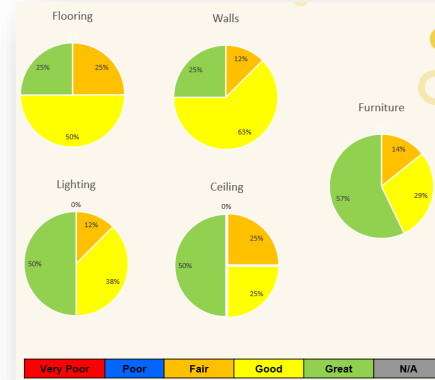 Flooring
25%
25%
50%
Walls
12%
25%
63%
Furniture
14%
29%
57%
Lighting
0%
12%
38%
50%
Ceiling
0%
25%
25%
50%
Very Poor Poor Fair Good Great N/A